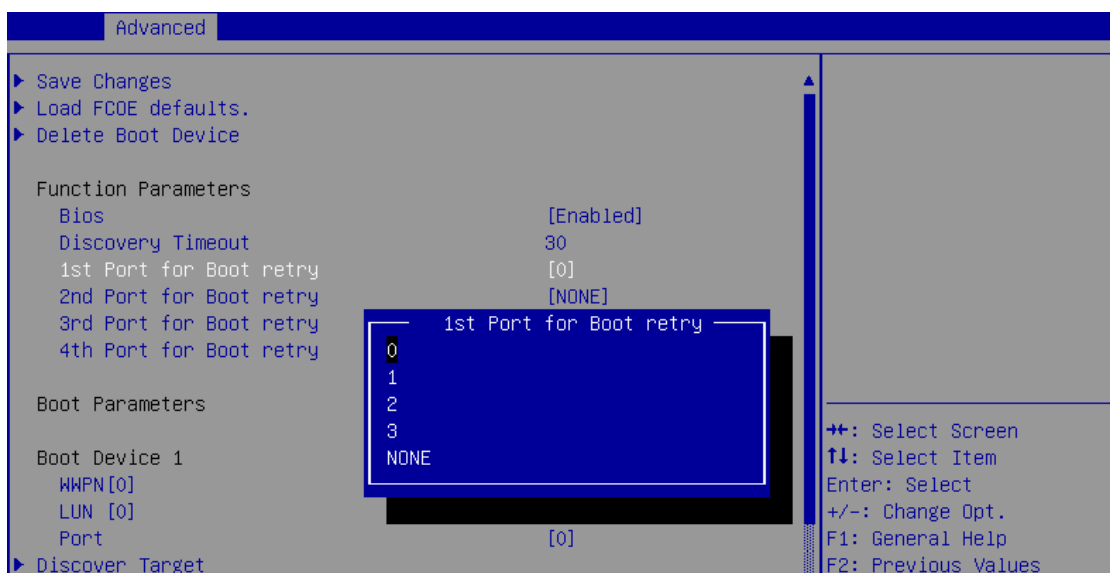 Advanced
Save Changes
Load FCOE defaults.
Delete Boot Device
Function Parameters
Bios [Enabled]
Discovery Timeout 30
1st Port for Boot retry [0]
2nd Port for Boot retry [NONE]
3rd Port for Boot retry
4th Port for Boot retry
1st Port for Boot retry
0
1
2
3
NONE
Boot Parameters
Boot Device 1
WWPN[0]
LUN [0]
Port [0]
Discover Target
→←: Select Screen
↑↓: Select Item
Enter: Select
+/-: Change Opt.
F1: General Help
F2: Previous Values